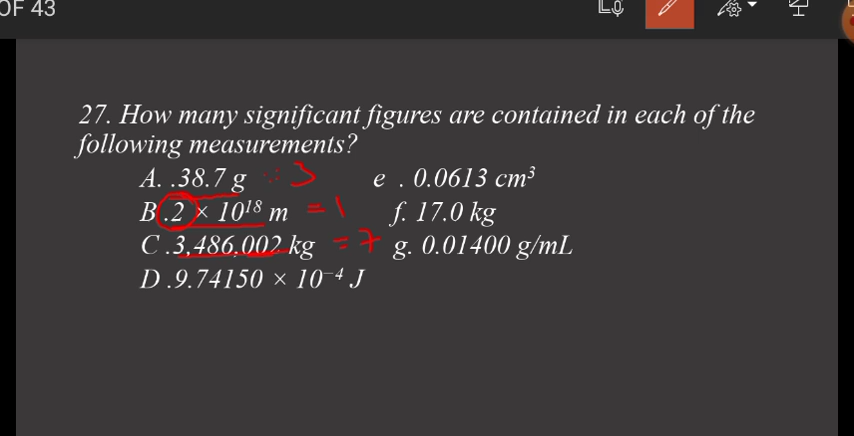 OF 43
27. How many significant figures are contained in each of the
following measurements?
A. .38.7 g 3 e . 0.0613 cm³
B .2 × 10¹⁸ m = 1 f. 17.0 kg
C .3,486,002 kg = 7 g. 0.01400 g/mL
D .9.74150 × 10⁻⁴ J